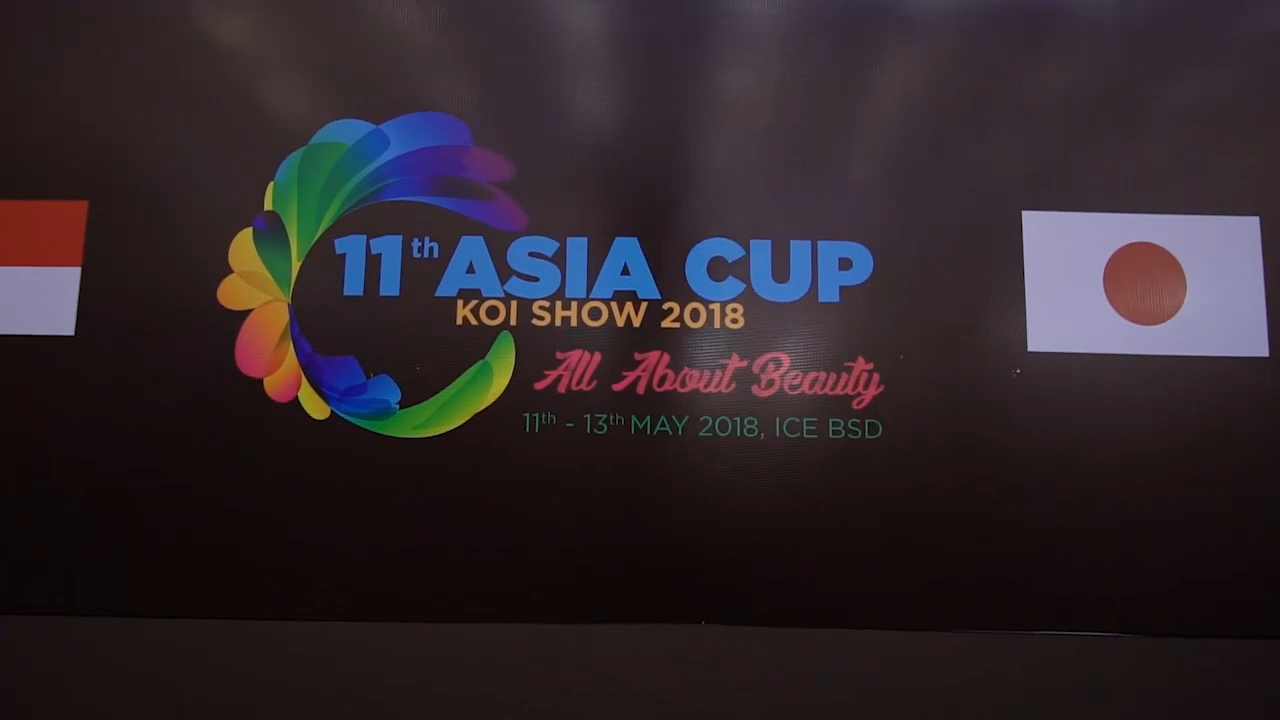 11th ASIA CUP
KOI SHOW 2018
All About Beauty
11th - 13th MAY 2018, ICE BSD